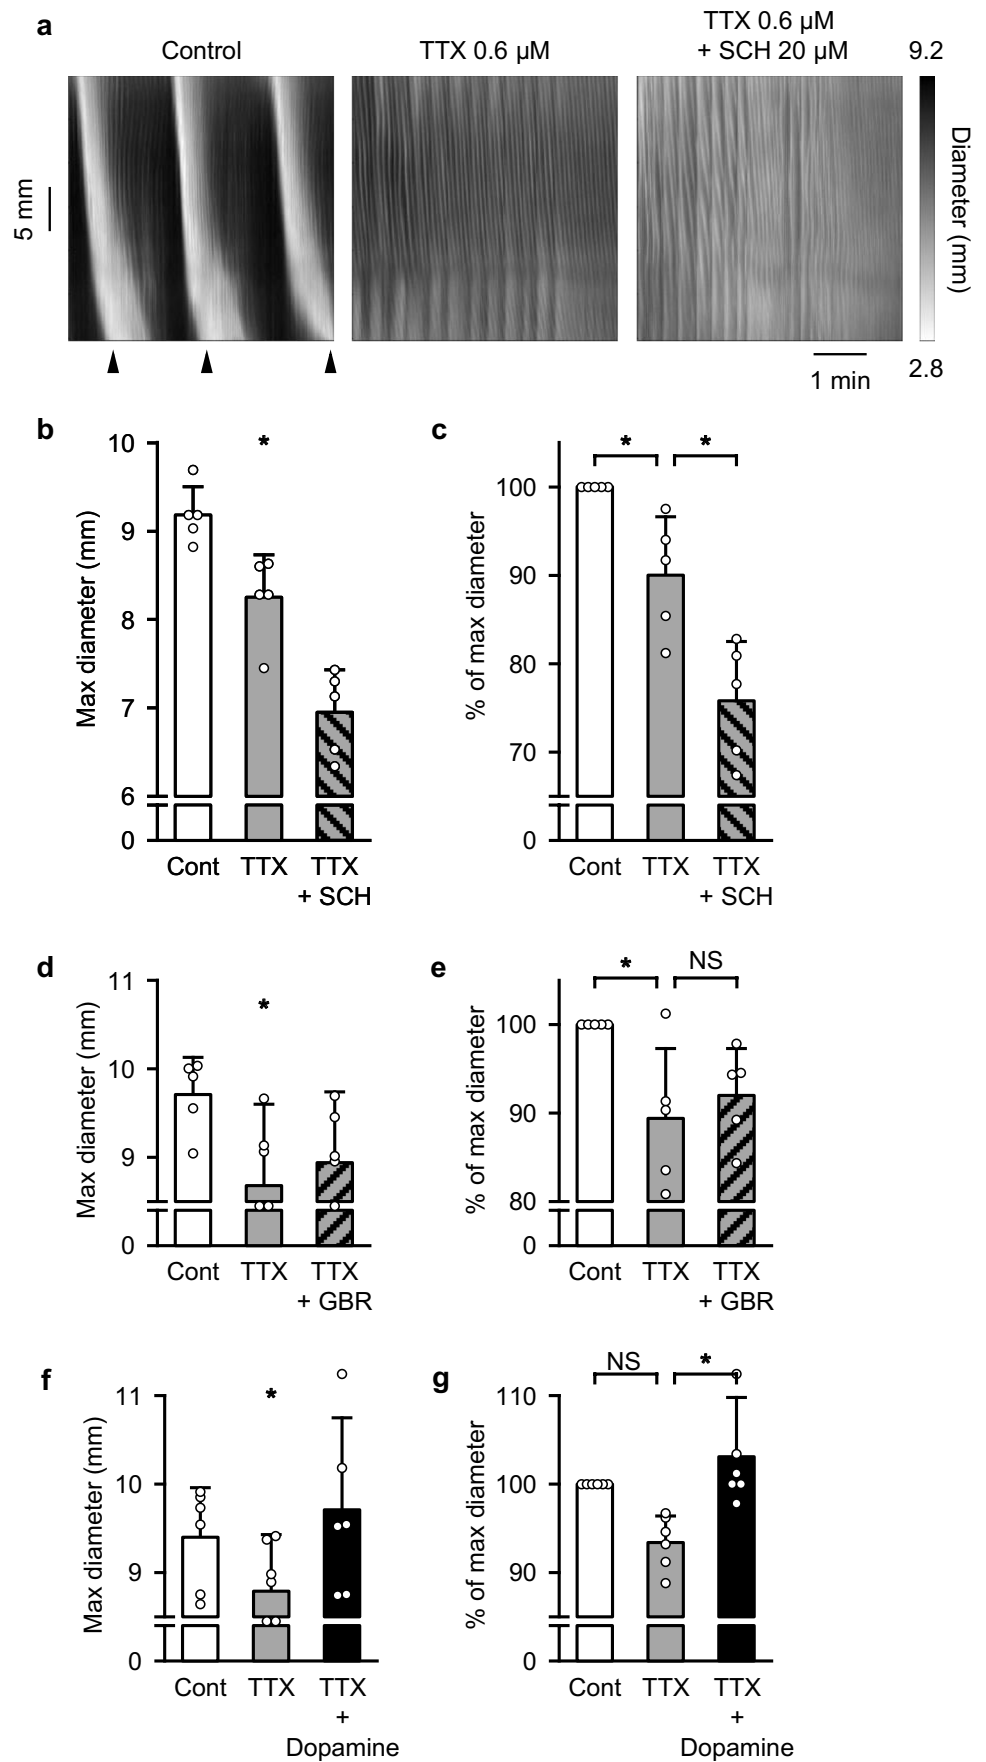 a
Control
TTX 0.6 µM
TTX 0.6 µM
+ SCH 20 µM
9.2
Diameter (mm)
2.8
5 mm
1 min
b
Max diameter (mm)
10
9
8
7
6
0
*
Cont
TTX
TTX
+ SCH
c
% of max diameter
100
90
80
70
0
*
*
Cont
TTX
TTX
+ SCH
d
Max diameter (mm)
11
10
9
0
*
Cont
TTX
TTX
+ GBR
e
% of max diameter
100
90
80
0
*
NS
Cont
TTX
TTX
+ GBR
f
Max diameter (mm)
11
10
9
0
*
Cont
TTX
TTX
+
Dopamine
g
% of max diameter
110
100
90
0
NS
*
Cont
TTX
TTX
+
Dopamine